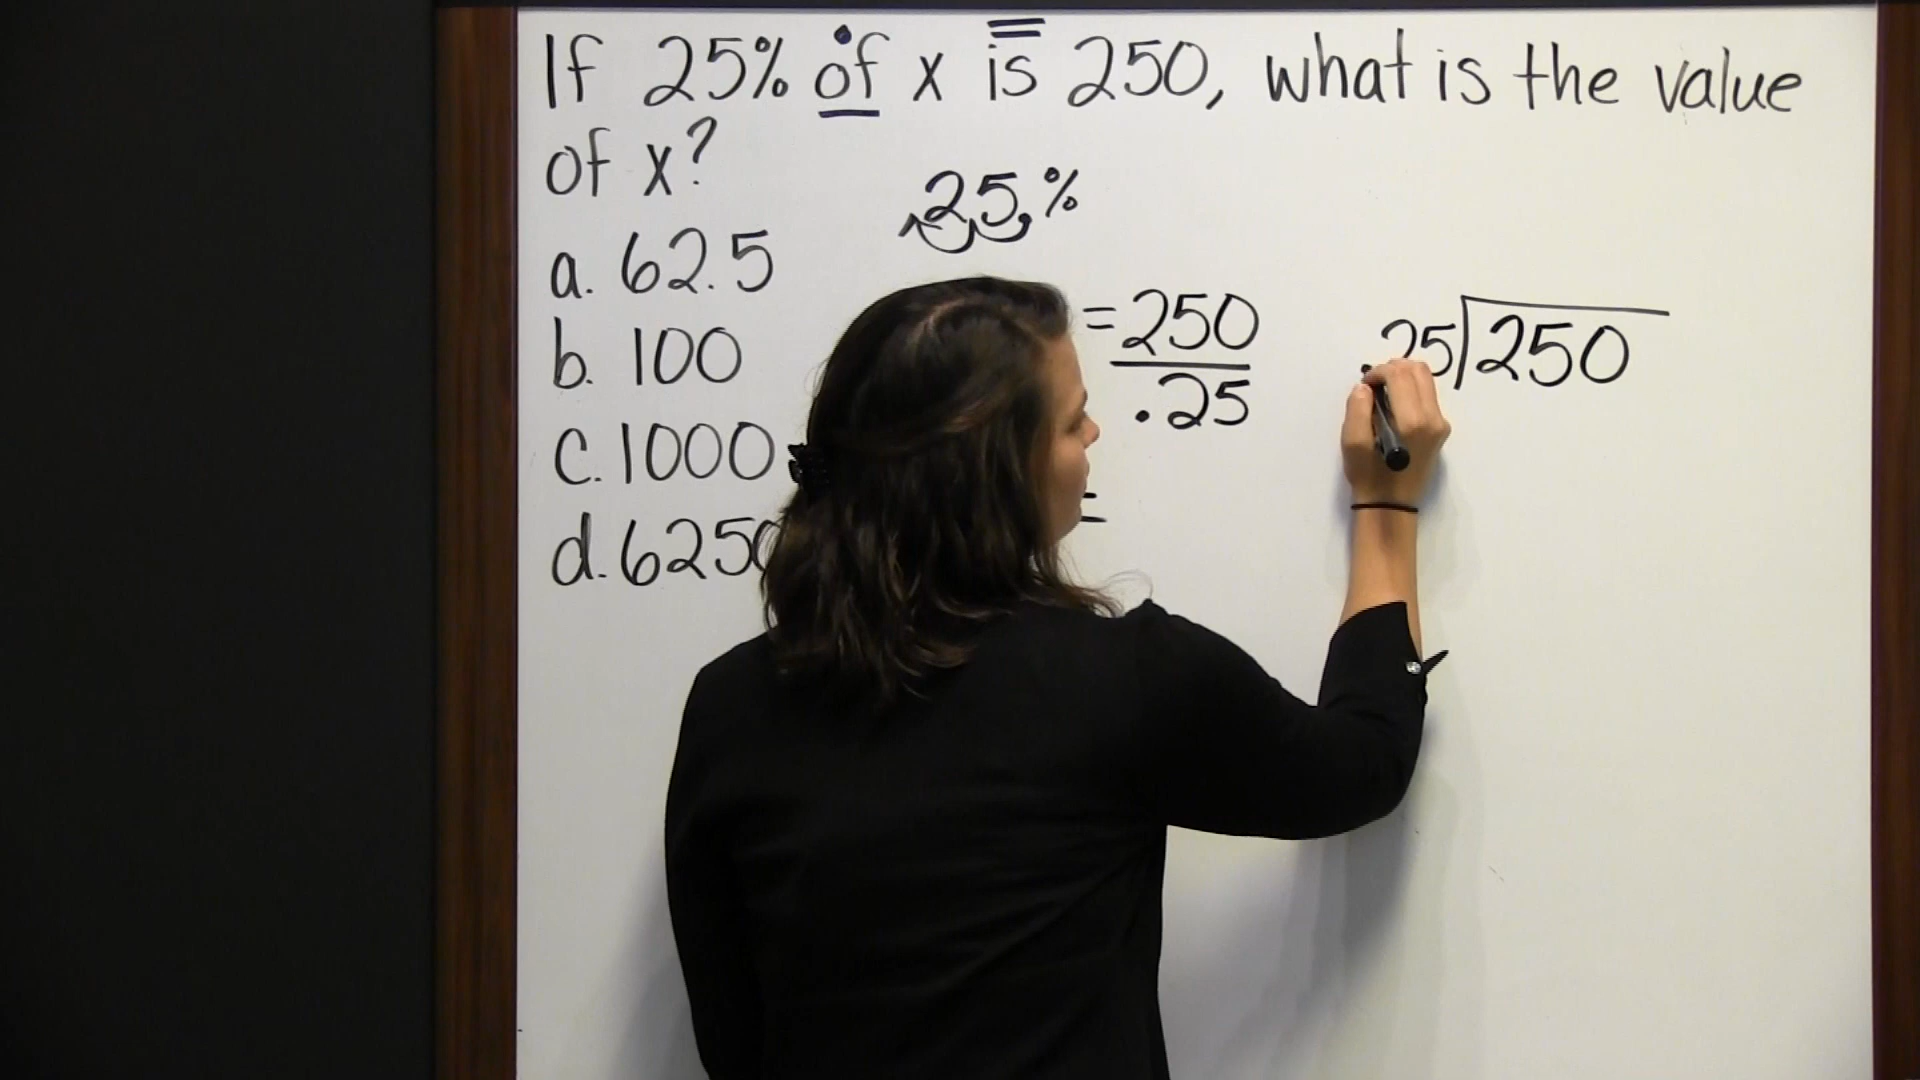 If 25% of x is 250, what is the value
of x?
.25.%
a. 62.5
= 250
.25
.25 250
b. 100
c. 1000
=
d. 6250